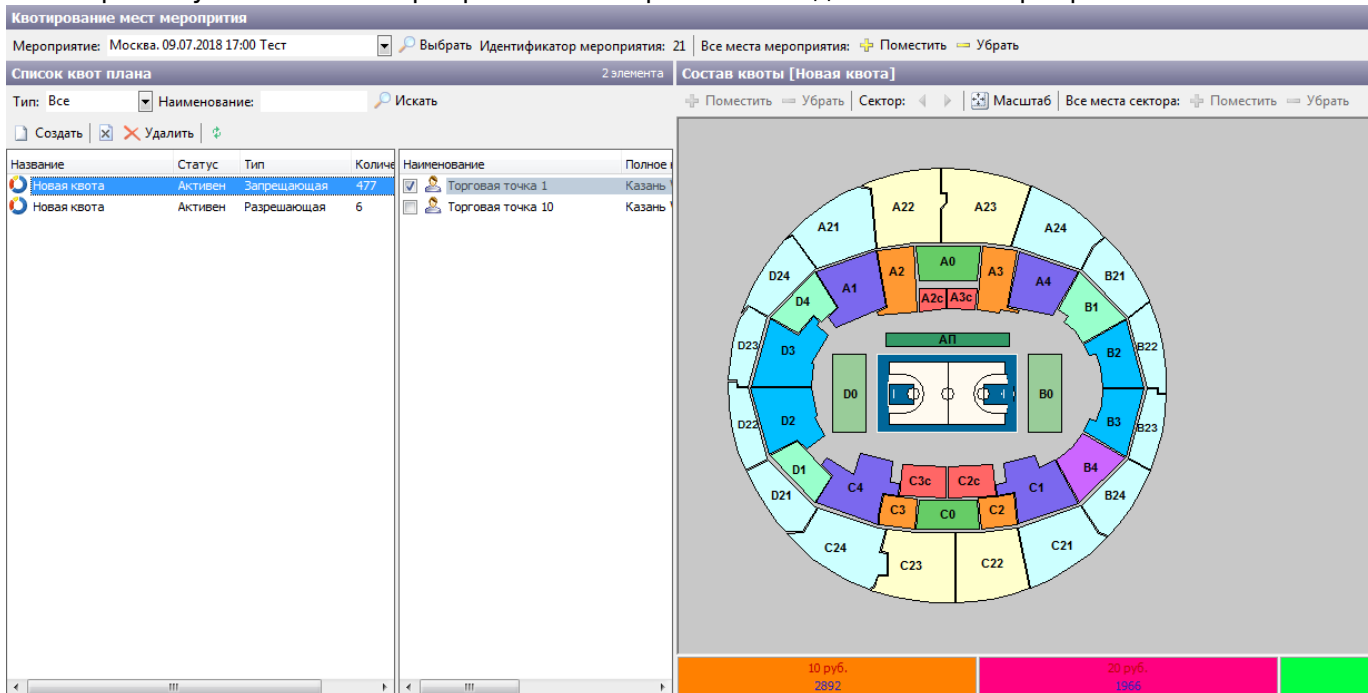 Квотирование мест мероприятия
Мероприятие: Москва. 09.07.2018 17:00 Тест Выбрать Идентификатор мероприятия: 21 Все места мероприятия: Поместить Убрать
Список квот плана 2 элемента
Тип: Все Наименование: Искать
Создать Удалить
Название Статус Тип Количе
Новая квота Активен Запрещающая 477
Новая квота Активен Разрешающая 6
Наименование Полное
Торговая точка 1 Казань
Торговая точка 10 Казань
Состав квоты [Новая квота]
Поместить Убрать Сектор: Масштаб Все места сектора: Поместить Убрать
A22 A23
A21 A24
D24 A2 A0 A3 B21
D4 A1 A2c A3c A4 B1
АП
D23 D3 B2 B22
D0 B0
D22 D2 B3 B23
D1 C4 C3c C2c C1 B4
D21 C3 C0 C2 B24
C24 C21
C23 C22
10 руб. 20 руб.
2892 1966